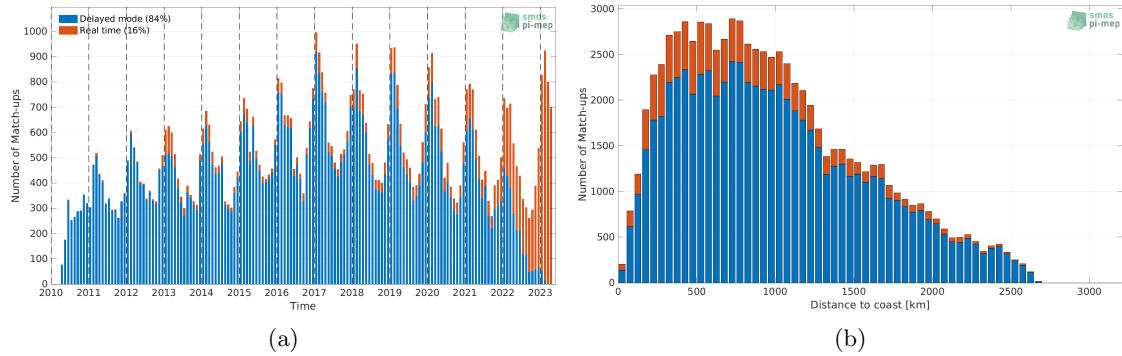 Delayed mode (84%)
Real time (16%)
smos
pi-mep
1000
900
800
700
600
500
400
300
200
100
0
Number of Match-ups
2010 2011 2012 2013 2014 2015 2016 2017 2018 2019 2020 2021 2022 2023
Time
(a)
smos
pi-mep
3000
2500
2000
1500
1000
500
0
Number of Match-ups
0 500 1000 1500 2000 2500 3000
Distance to coast [km]
(b)